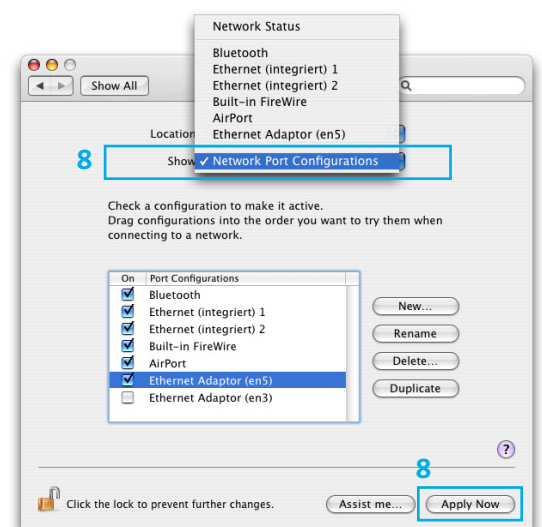 Network Status
Bluetooth
Ethernet (integriert) 1
Ethernet (integriert) 2
Built-in FireWire
AirPort
Ethernet Adaptor (en5)
✓ Network Port Configurations
Show All
Location
8
Show
Check a configuration to make it active.
Drag configurations into the order you want to try them when
connecting to a network.
On Port Configurations
Bluetooth
Ethernet (integriert) 1
Ethernet (integriert) 2
Built-in FireWire
AirPort
Ethernet Adaptor (en5)
Ethernet Adaptor (en3)
New...
Rename
Delete...
Duplicate
?
8
Click the lock to prevent further changes.
Assist me...
Apply Now